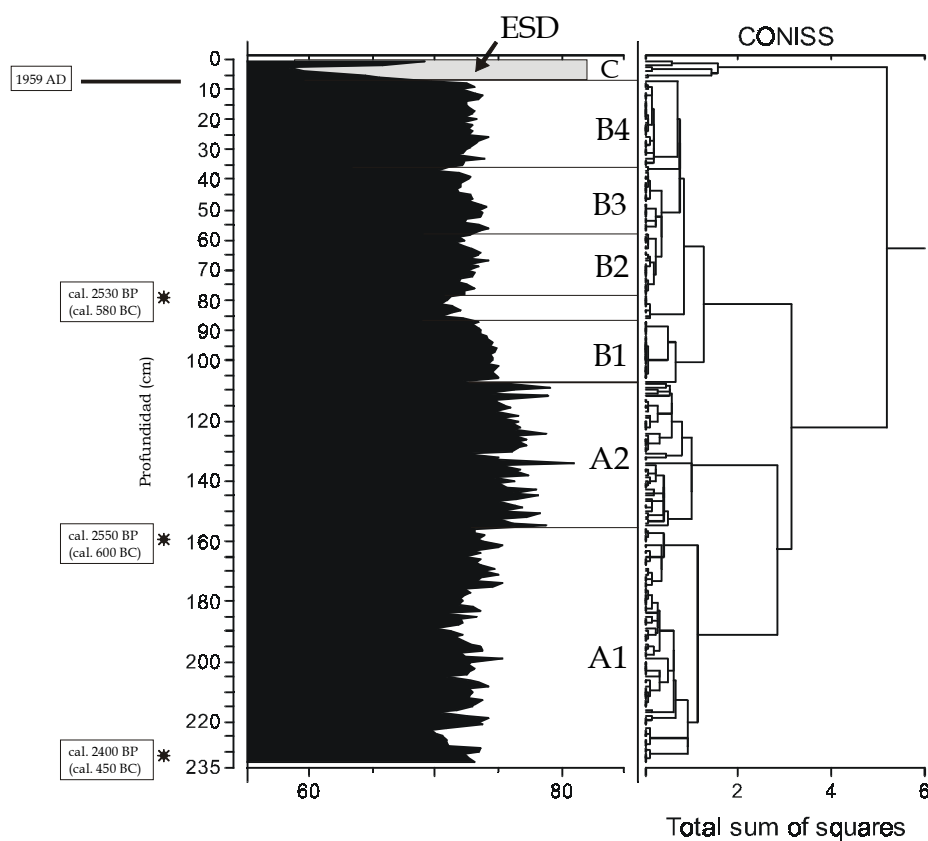 ESD
CONISS
1959 AD
0
10
20
30
40
50
60
70
80
90
100
120
140
160
180
200
220
235
C
B4
B3
B2
B1
A2
A1
cal. 2530 BP
(cal. 580 BC)
Profundidad (cm)
cal. 2550 BP
(cal. 600 BC)
cal. 2400 BP
(cal. 450 BC)
60
80
2
4
6
Total sum of squares